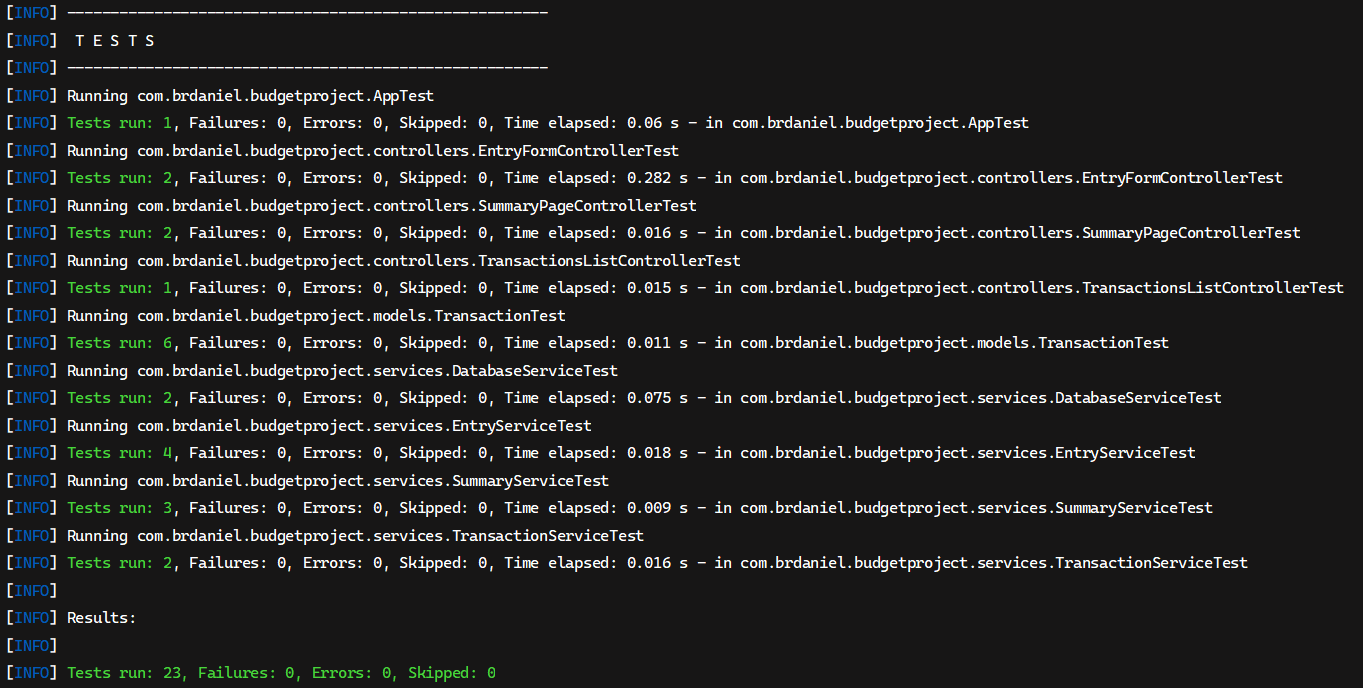 [INFO] -------------------------------------------------------
[INFO]  T E S T S
[INFO] -------------------------------------------------------
[INFO] Running com.brdaniel.budgetproject.AppTest
[INFO] Tests run: 1, Failures: 0, Errors: 0, Skipped: 0, Time elapsed: 0.06 s - in com.brdaniel.budgetproject.AppTest
[INFO] Running com.brdaniel.budgetproject.controllers.EntryFormControllerTest
[INFO] Tests run: 2, Failures: 0, Errors: 0, Skipped: 0, Time elapsed: 0.282 s - in com.brdaniel.budgetproject.controllers.EntryFormControllerTest
[INFO] Running com.brdaniel.budgetproject.controllers.SummaryPageControllerTest
[INFO] Tests run: 2, Failures: 0, Errors: 0, Skipped: 0, Time elapsed: 0.016 s - in com.brdaniel.budgetproject.controllers.SummaryPageControllerTest
[INFO] Running com.brdaniel.budgetproject.controllers.TransactionsListControllerTest
[INFO] Tests run: 1, Failures: 0, Errors: 0, Skipped: 0, Time elapsed: 0.015 s - in com.brdaniel.budgetproject.controllers.TransactionsListControllerTest
[INFO] Running com.brdaniel.budgetproject.models.TransactionTest
[INFO] Tests run: 6, Failures: 0, Errors: 0, Skipped: 0, Time elapsed: 0.011 s - in com.brdaniel.budgetproject.models.TransactionTest
[INFO] Running com.brdaniel.budgetproject.services.DatabaseServiceTest
[INFO] Tests run: 2, Failures: 0, Errors: 0, Skipped: 0, Time elapsed: 0.075 s - in com.brdaniel.budgetproject.services.DatabaseServiceTest
[INFO] Running com.brdaniel.budgetproject.services.EntryServiceTest
[INFO] Tests run: 4, Failures: 0, Errors: 0, Skipped: 0, Time elapsed: 0.018 s - in com.brdaniel.budgetproject.services.EntryServiceTest
[INFO] Running com.brdaniel.budgetproject.services.SummaryServiceTest
[INFO] Tests run: 3, Failures: 0, Errors: 0, Skipped: 0, Time elapsed: 0.009 s - in com.brdaniel.budgetproject.services.SummaryServiceTest
[INFO] Running com.brdaniel.budgetproject.services.TransactionServiceTest
[INFO] Tests run: 2, Failures: 0, Errors: 0, Skipped: 0, Time elapsed: 0.016 s - in com.brdaniel.budgetproject.services.TransactionServiceTest
[INFO]
[INFO] Results:
[INFO]
[INFO] Tests run: 23, Failures: 0, Errors: 0, Skipped: 0